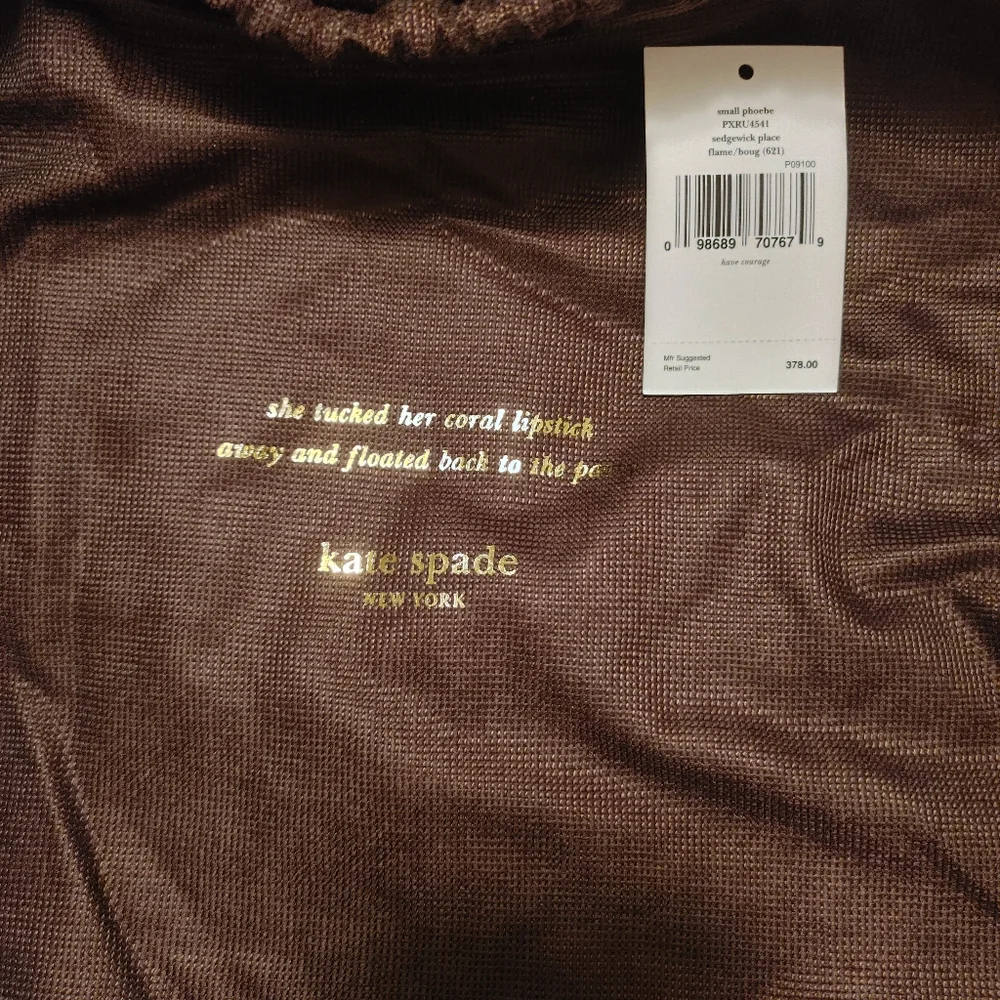 small phoebe
PXRU4541
sedgewick place
flame/boug (621)
P09100
0 98689 70767 9
have courage
Mfr Suggested
Retail Price
378.00
she tucked her coral lipstick
away and floated back to the
kate spade
NEW YORK